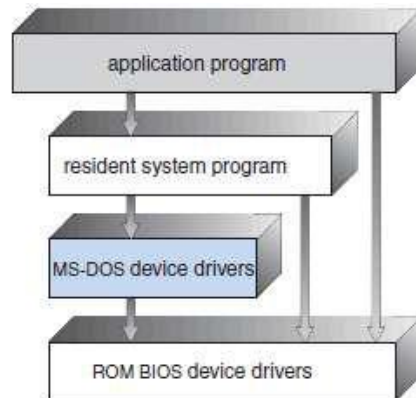 application program
resident system program
MS-DOS device drivers
ROM BIOS device drivers